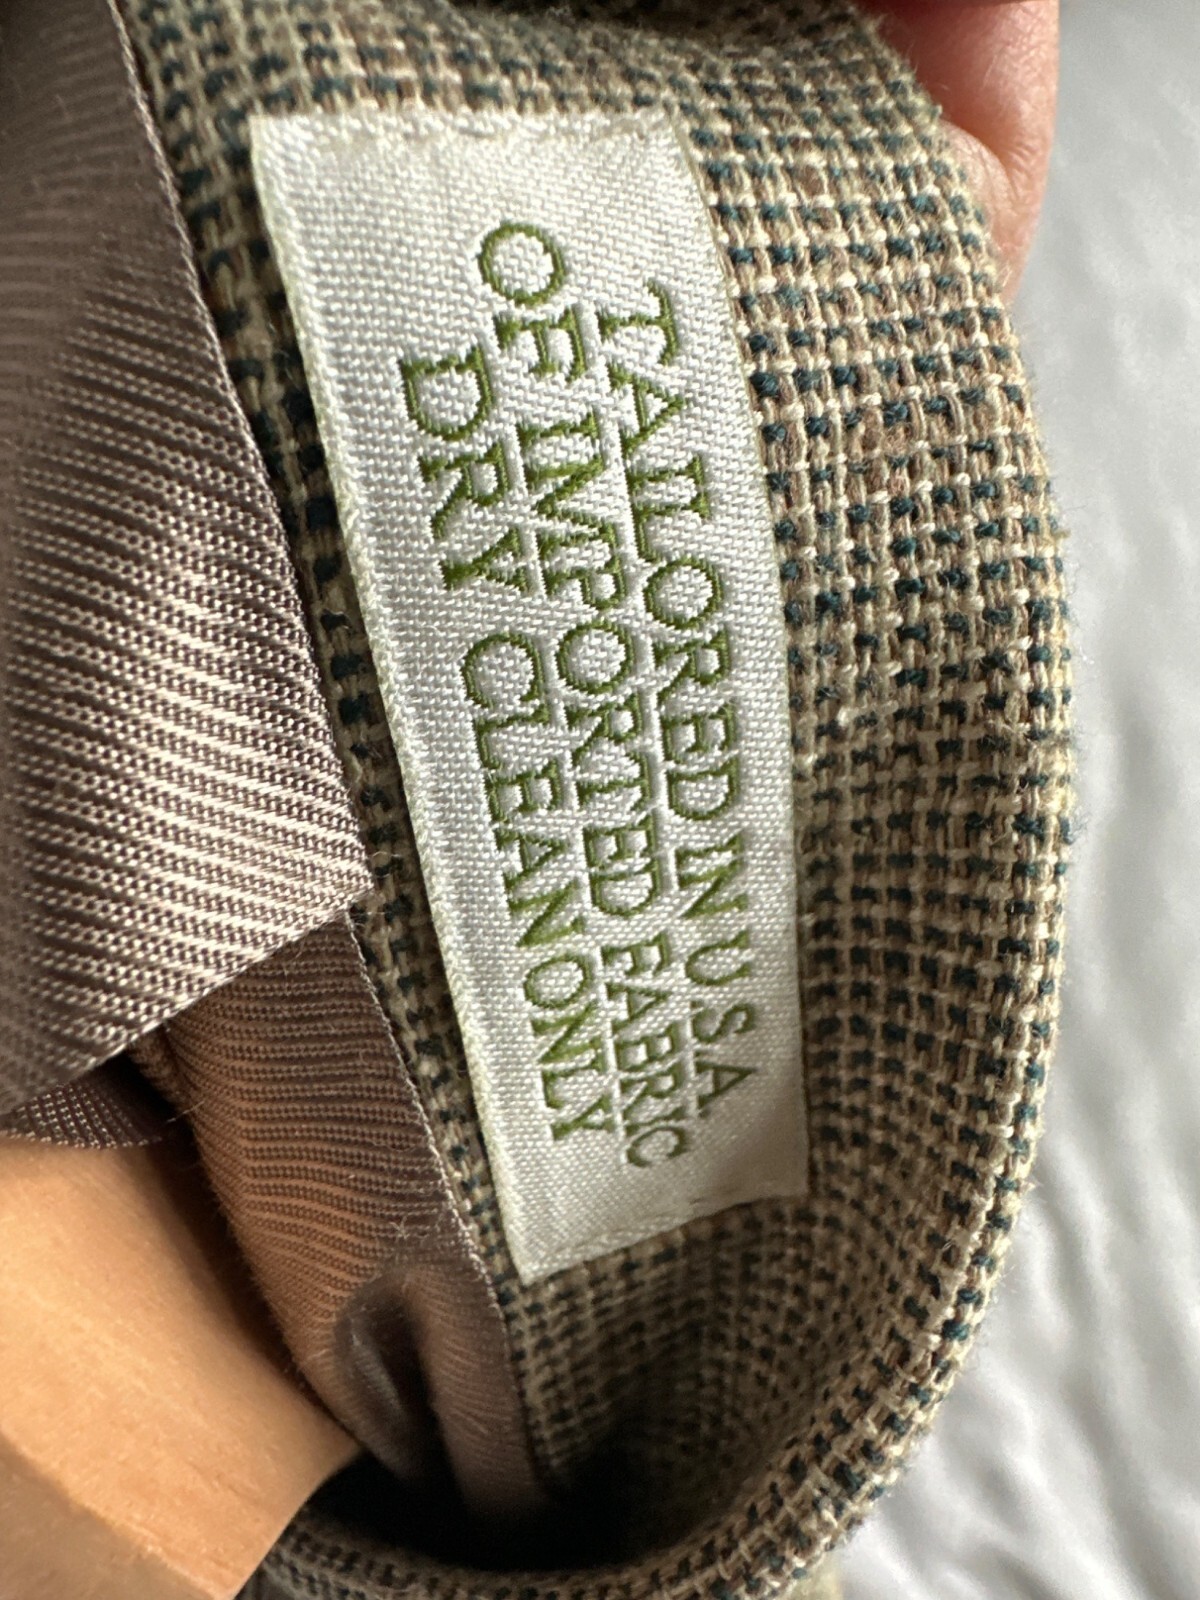 TAILORED IN U.S.A
OF IMPORTED FABRIC
DRY CLEAN ONLY